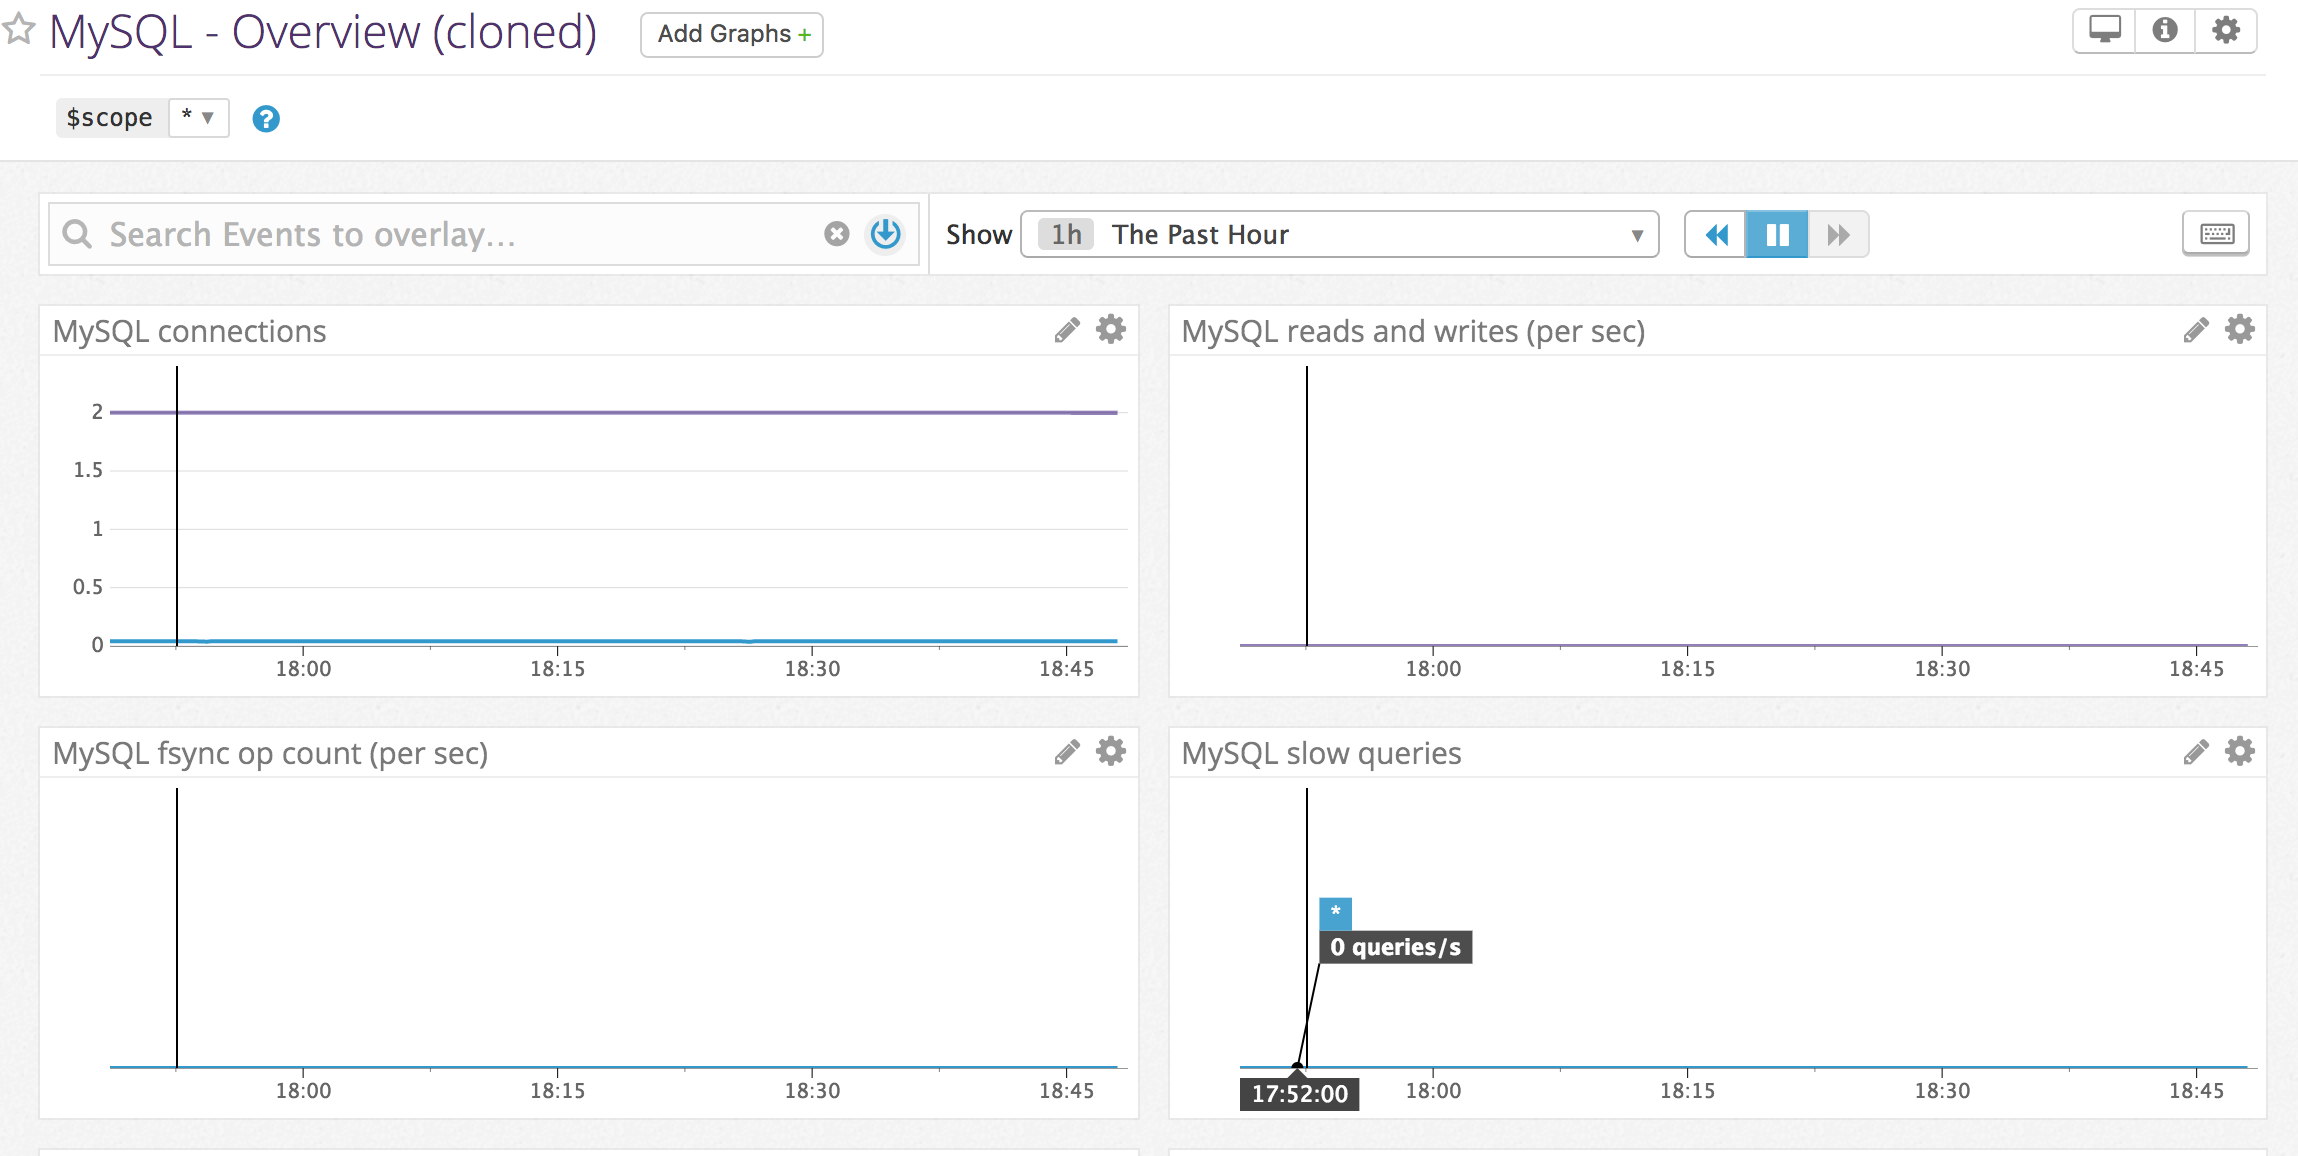 MySQL - Overview (cloned)
Add Graphs +
$scope * ▼
?
Search Events to overlay...
Show 1h The Past Hour ▼
MySQL connections
2
1.5
1
0.5
0
18:00 18:15 18:30 18:45
MySQL reads and writes (per sec)
18:00 18:15 18:30 18:45
MySQL fsync op count (per sec)
18:00 18:15 18:30 18:45
MySQL slow queries
*
0 queries/s
17:52:00 18:00 18:15 18:30 18:45